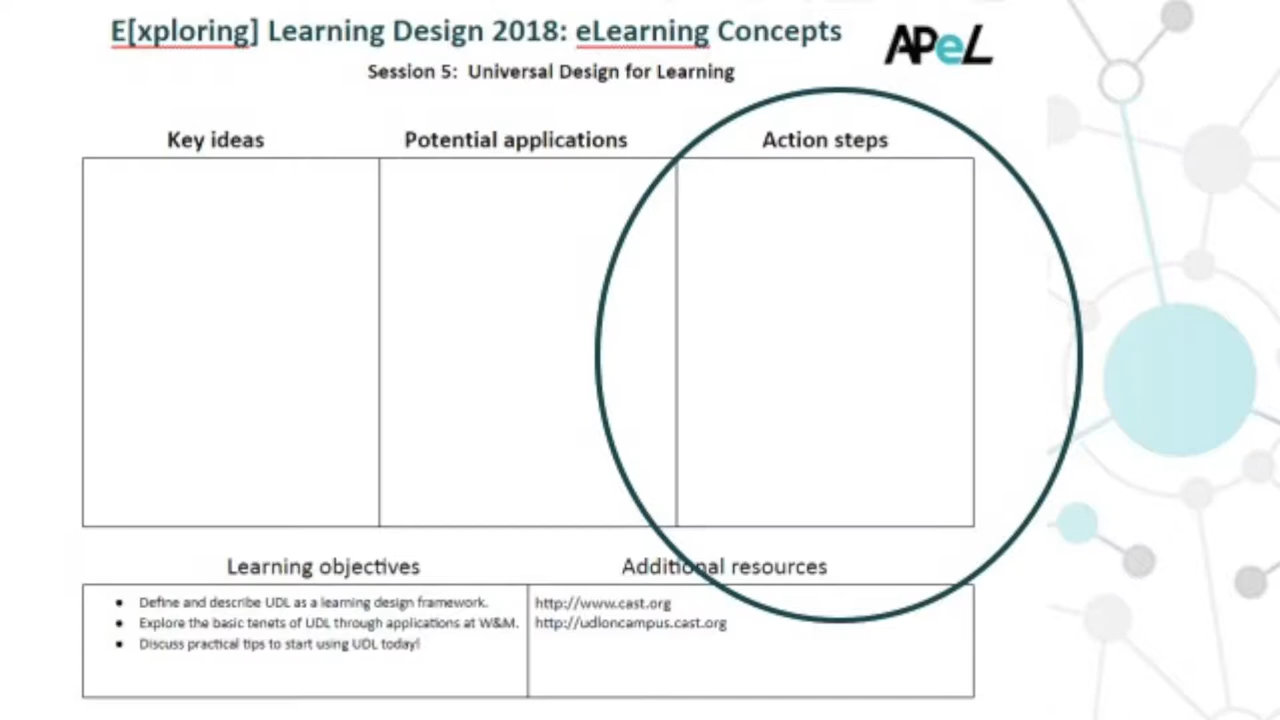 E[xploring] Learning Design 2018: eLearning Concepts
APeL
Session 5: Universal Design for Learning
Key ideas
Potential applications
Action steps
Learning objectives
Additional resources
• Define and describe UDL as a learning design framework.
• Explore the basic tenets of UDL through applications at W&M.
• Discuss practical tips to start using UDL today!
http://www.cast.org
http://udloncampus.cast.org